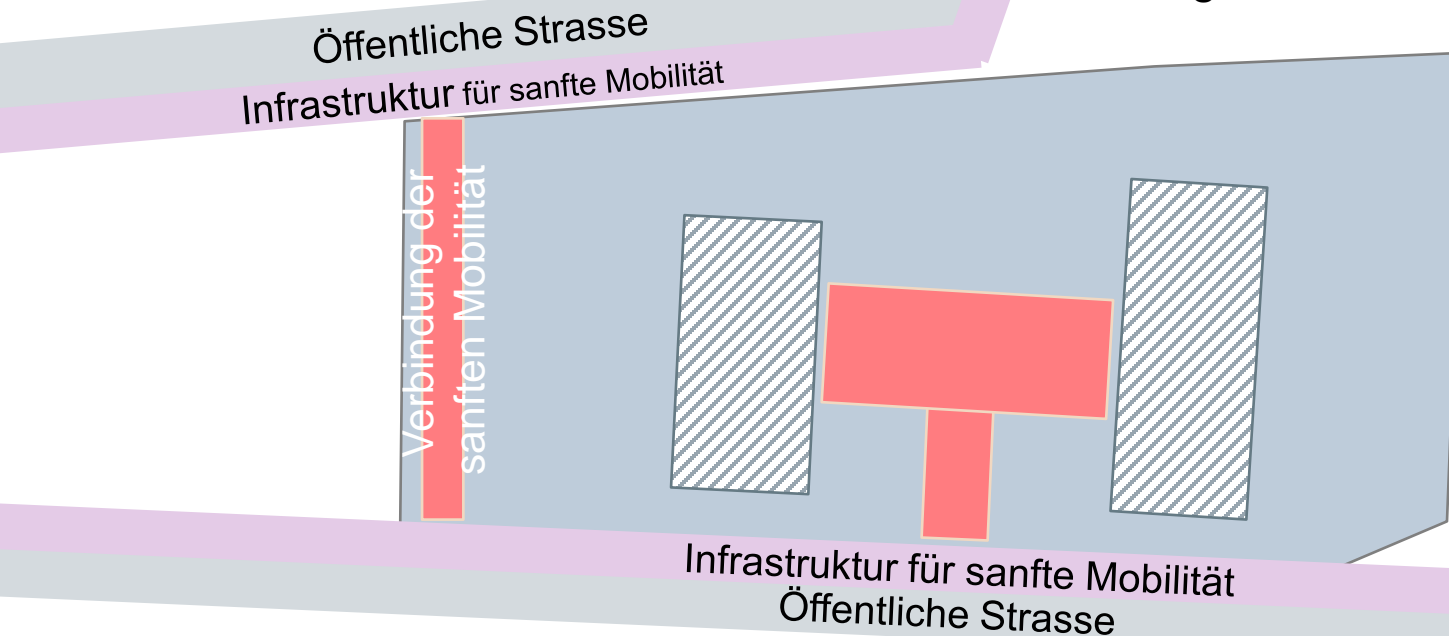 Öffentliche Strasse
Infrastruktur für sanfte Mobilität
Verbindung der
sanften Mobilität
Infrastruktur für sanfte Mobilität
Öffentliche Strasse